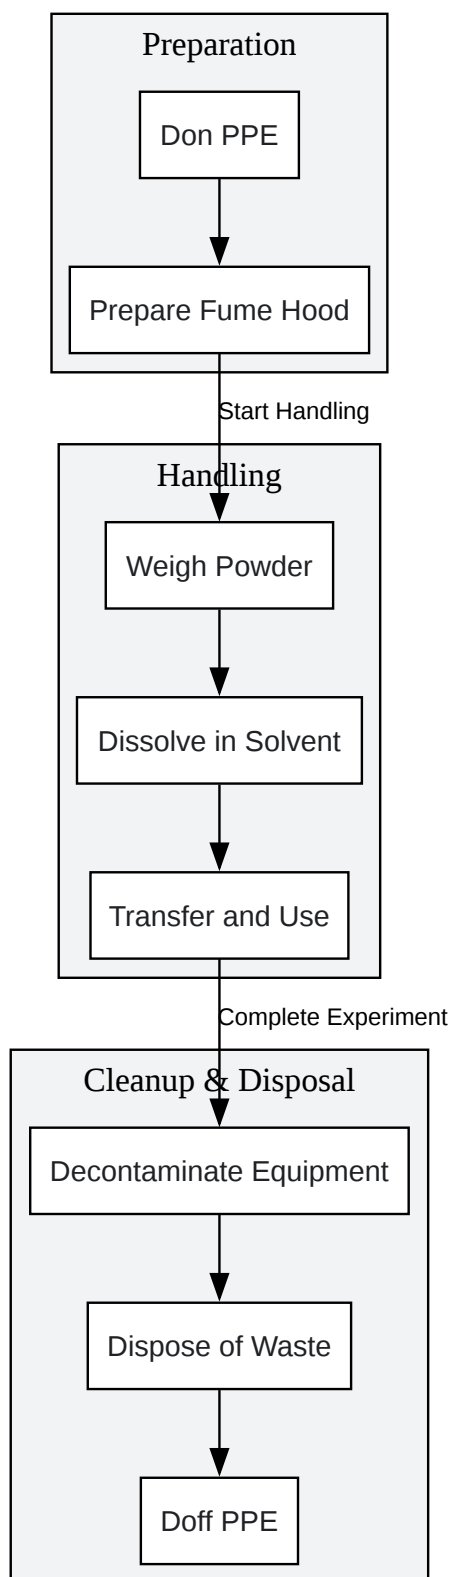 Preparation
Don PPE
Prepare Fume Hood
Start Handling
Handling
Weigh Powder
Dissolve in Solvent
Transfer and Use
Complete Experiment
Cleanup & Disposal
Decontaminate Equipment
Dispose of Waste
Doff PPE